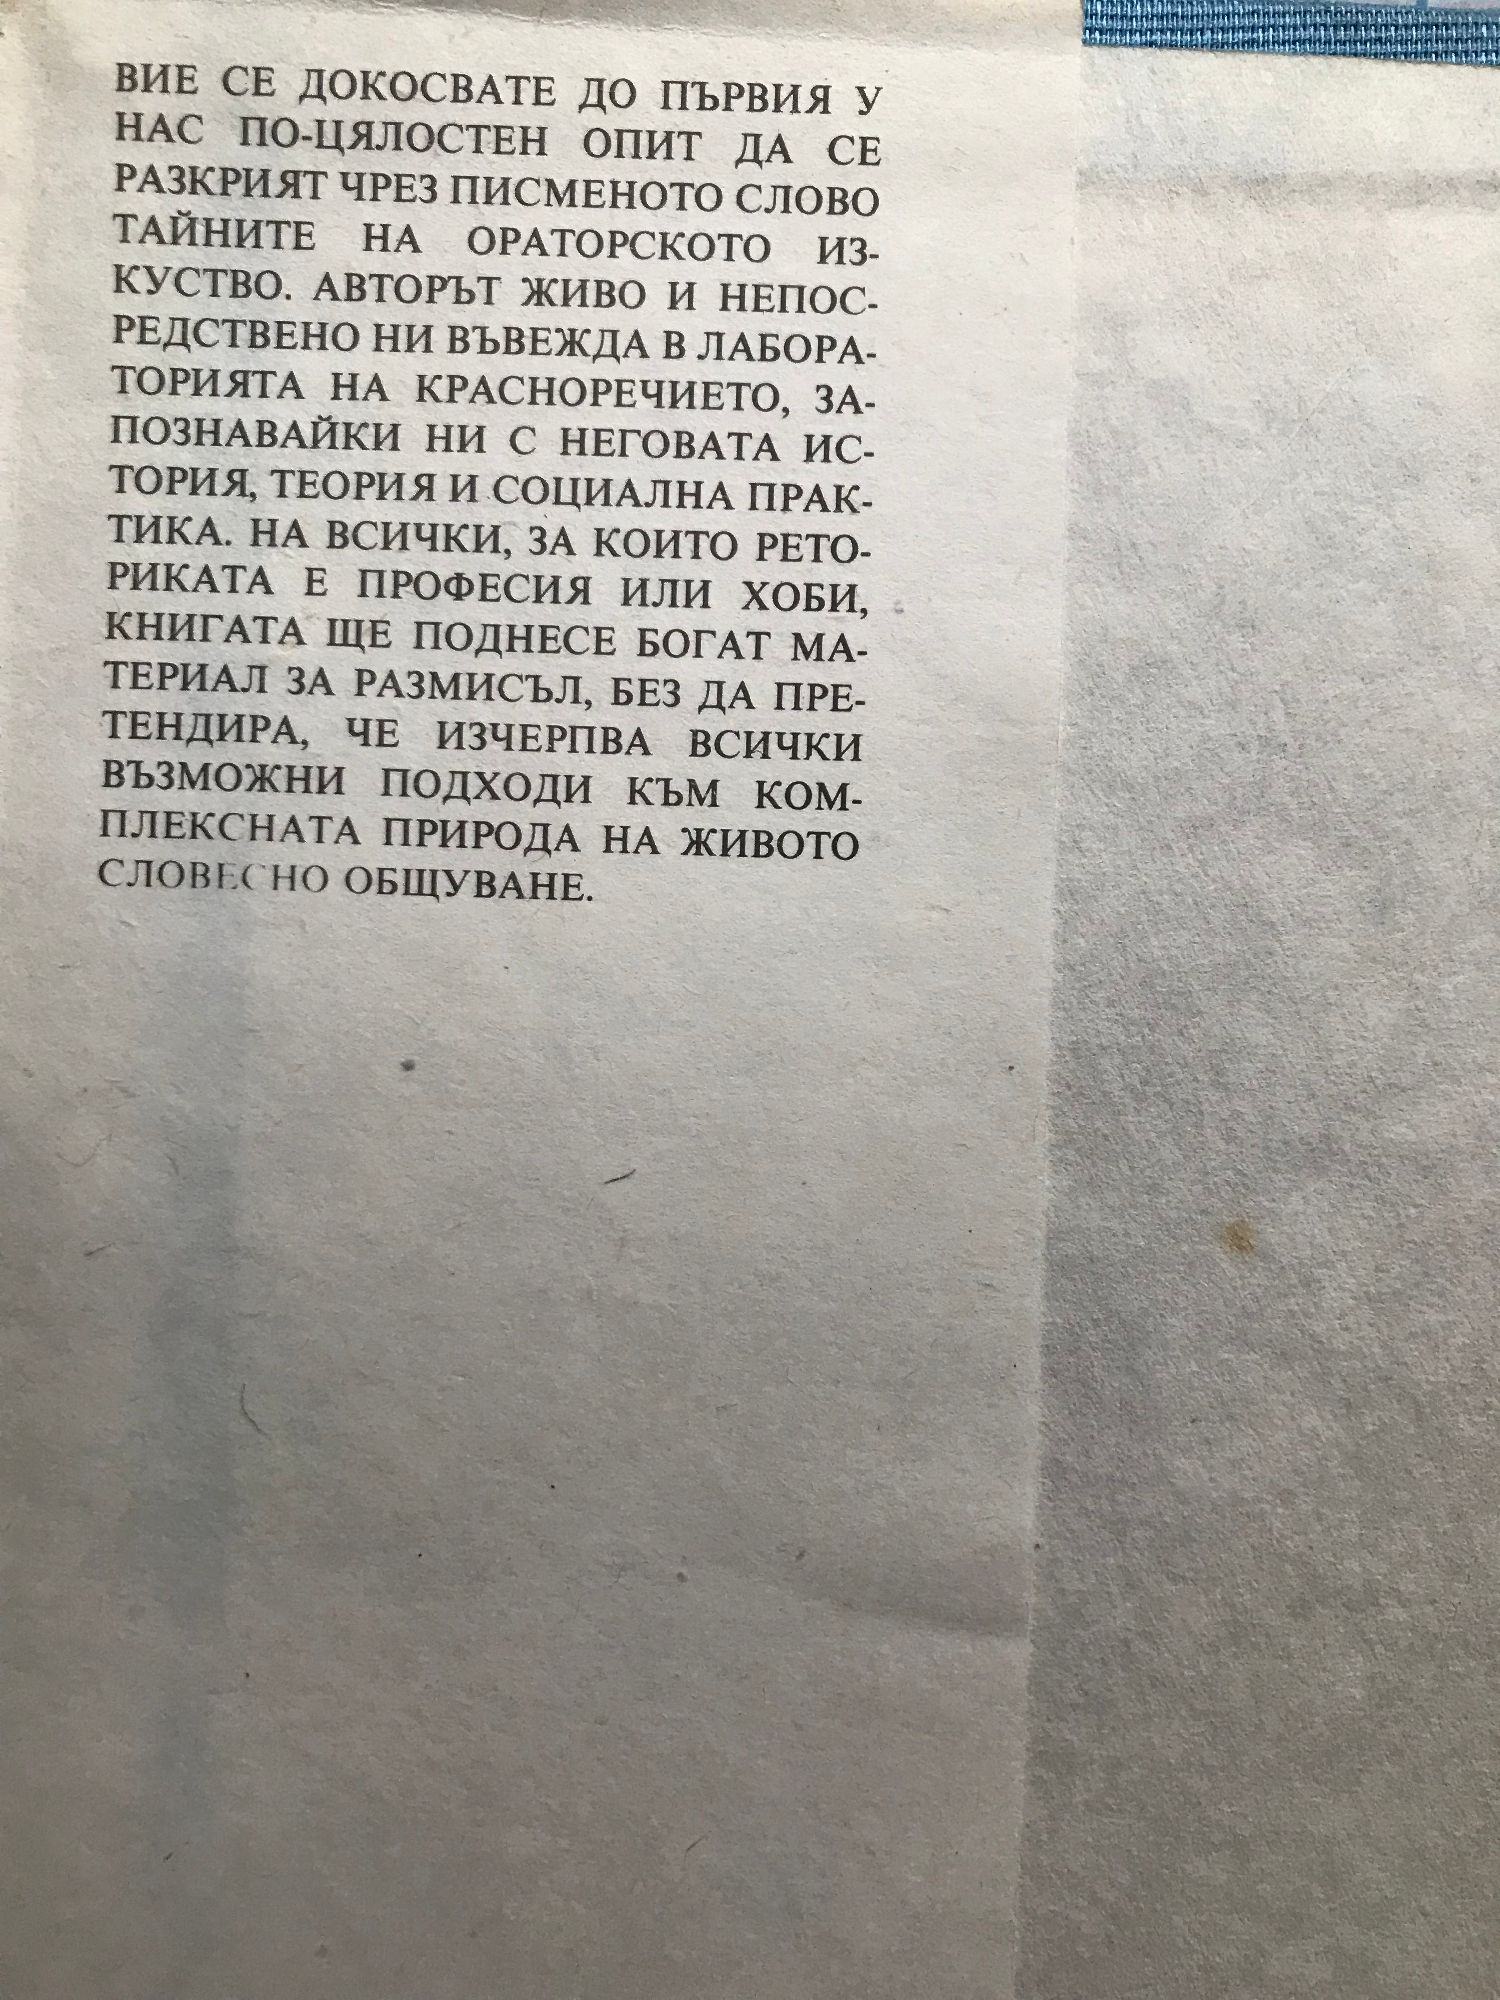 ВИЕ СЕ ДОКОСВАТЕ ДО ПЪРВИЯ У
НАС ПО-ЦЯЛОСТЕН ОПИТ ДА СЕ
РАЗКРИЯТ ЧРЕЗ ПИСМЕНОТО СЛОВО
ТАЙНИТЕ НА ОРАТОРСКОТО ИЗ-
КУСТВО. АВТОРЪТ ЖИВО И НЕПОС-
РЕДСТВЕНО НИ ВЪВЕЖДА В ЛАБОРА-
ТОРИЯТА НА КРАСНОРЕЧИЕТО, ЗА-
ПОЗНАВАЙКИ НИ С НЕГОВАТА ИС-
ТОРИЯ, ТЕОРИЯ И СОЦИАЛНА ПРАК-
ТИКА. НА ВСИЧКИ, ЗА КОИТО РЕТО-
РИКАТА Е ПРОФЕСИЯ ИЛИ ХОБИ,
КНИГАТА ЩЕ ПОДНЕСЕ БОГАТ МА-
ТЕРИАЛ ЗА РАЗМИСЪЛ, БЕЗ ДА ПРЕ-
ТЕНДИРА, ЧЕ ИЗЧЕРПВА ВСИЧКИ
ВЪЗМОЖНИ ПОДХОДИ КЪМ КОМ-
ПЛЕКСНАТА ПРИРОДА НА ЖИВОТО
СЛОВЕСНО ОБЩУВАНЕ.